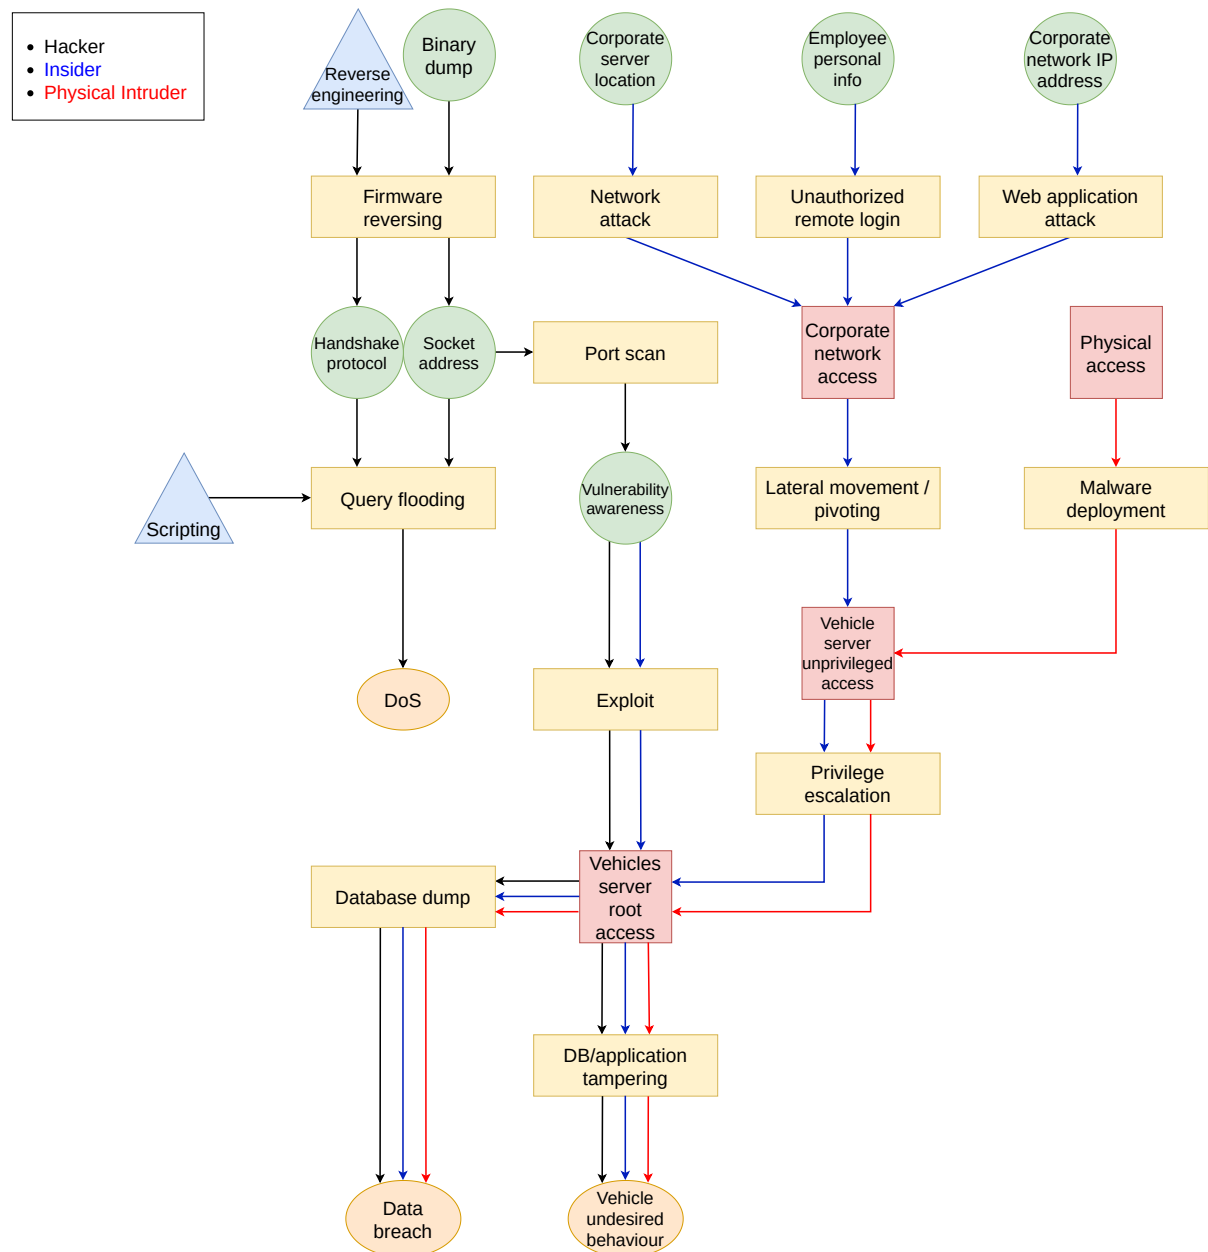 Hacker
Insider
Physical Intruder
Reverse
engineering
Binary
dump
Corporate
server
location
Employee
personal
info
Corporate
network IP
address
Firmware
reversing
Network
attack
Unauthorized
remote login
Web application
attack
Handshake
protocol
Socket
address
Port scan
Corporate
network
access
Physical
access
Scripting
Query flooding
Vulnerability
awareness
Lateral movement /
pivoting
Malware
deployment
DoS
Exploit
Vehicle
server
unprivileged
access
Privilege
escalation
Database dump
Vehicles
server
root
access
DB/application
tampering
Data
breach
Vehicle
undesired
behaviour